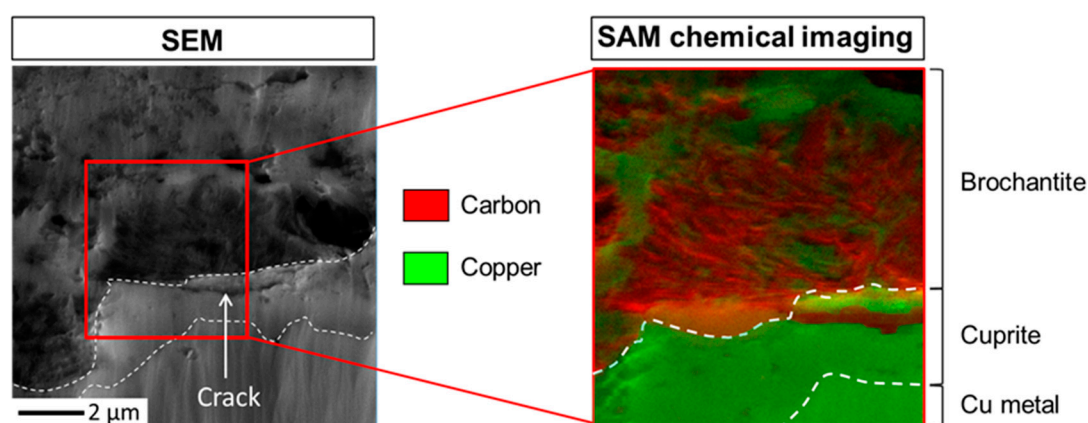 SEM
SAM chemical imaging
Carbon
Copper
Brochantite
Cuprite
Cu metal
Crack
2 µm